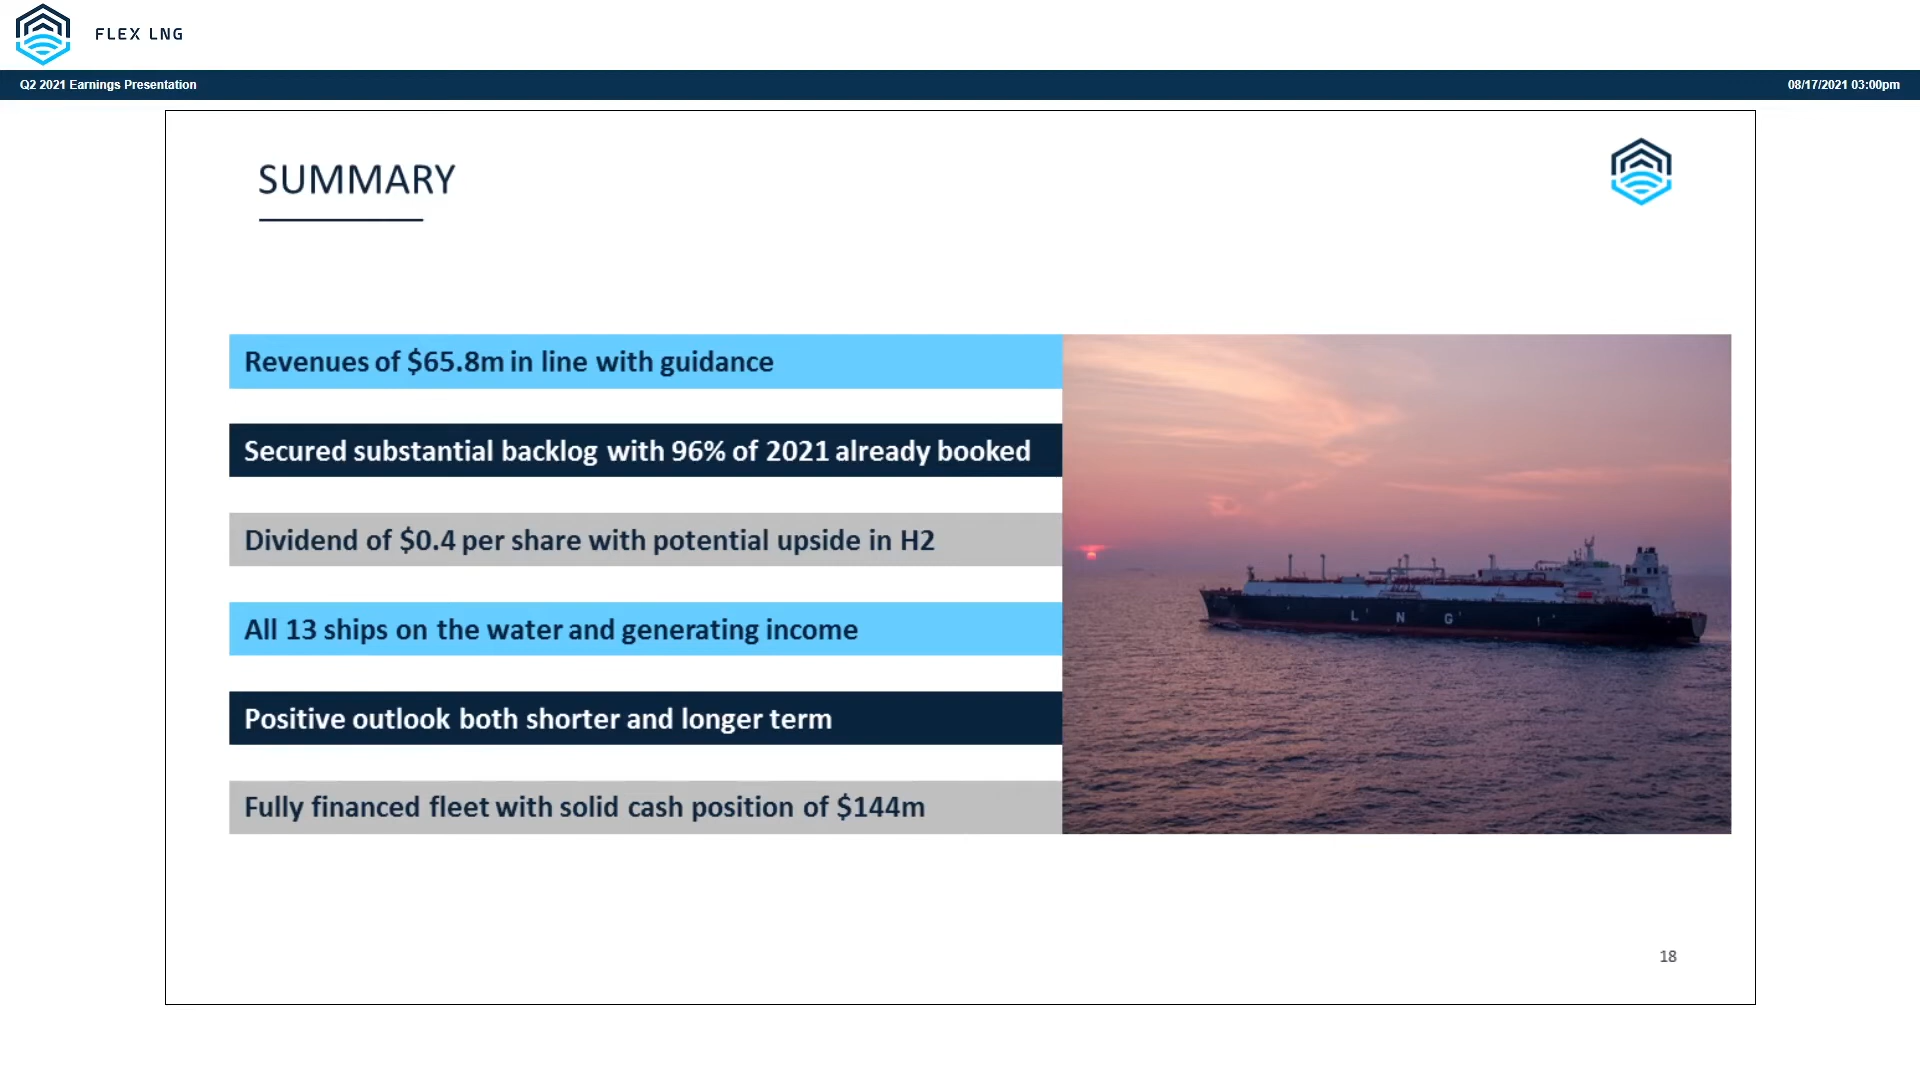 FLEX LNG
Q2 2021 Earnings Presentation
08/17/2021 03:00pm
SUMMARY
Revenues of $65.8m in line with guidance
Secured substantial backlog with 96% of 2021 already booked
Dividend of $0.4 per share with potential upside in H2
All 13 ships on the water and generating income
Positive outlook both shorter and longer term
Fully financed fleet with solid cash position of $144m
L N G
18